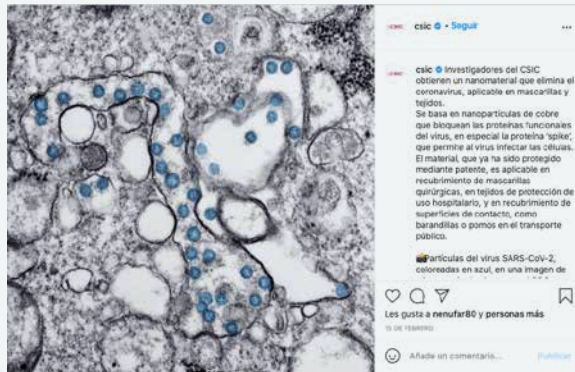 csic • Seguir
csic Investigadores del CSIC
obtienen un nanomaterial que elimina el
coronavirus, aplicable en mascarillas y
tejidos.
Se basa en nanopartículas de cobre
que bloquean las proteínas funcionales
del virus, en especial la proteína 'spike',
que permite al virus infectar las células.
El material, que ya ha sido protegido
mediante patente, es aplicable en
recubrimiento de mascarillas
quirúrgicas, en tejidos de protección de
uso hospitalario, y en recubrimiento de
superficies de contacto, como
barandillas o pomos en el transporte
público.
Partículas del virus SARS-CoV-2,
coloreadas en azul, en una imagen de
Les gusta a nenufar80 y personas más
15 DE FEBRERO
Añade un comentario...
Publicar